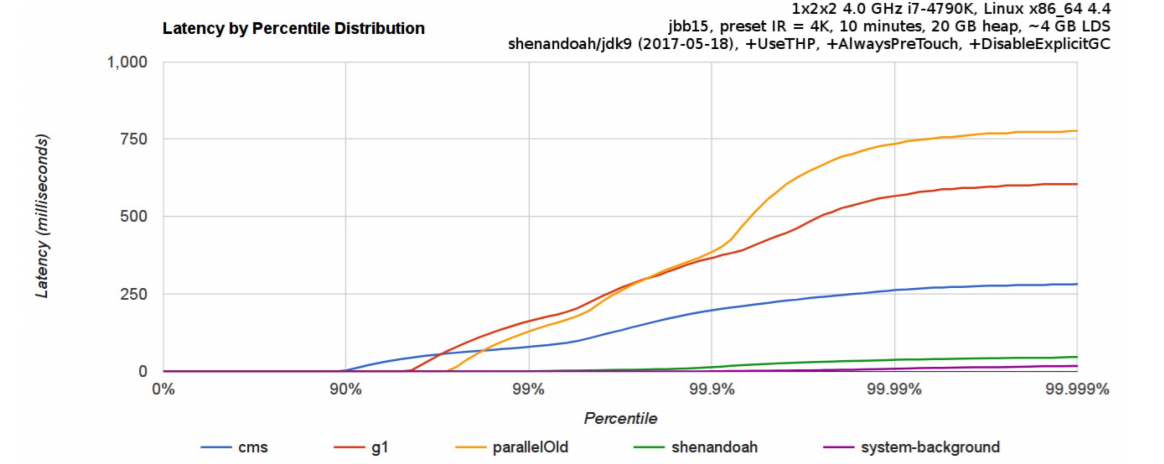 1x2x2 4.0 GHz i7-4790K, Linux x86_64 4.4
Latency by Percentile Distribution
jbb15, preset IR = 4K, 10 minutes, 20 GB heap, ~4 GB LDS
shenandoah/jdk9 (2017-05-18), +UseTHP, +AlwaysPreTouch, +DisableExplicitGC
Latency (milliseconds)
1,000
750
500
250
0
0% 90% 99% 99.9% 99.99% 99.999%
Percentile
cms g1 parallelOld shenandoah system-background